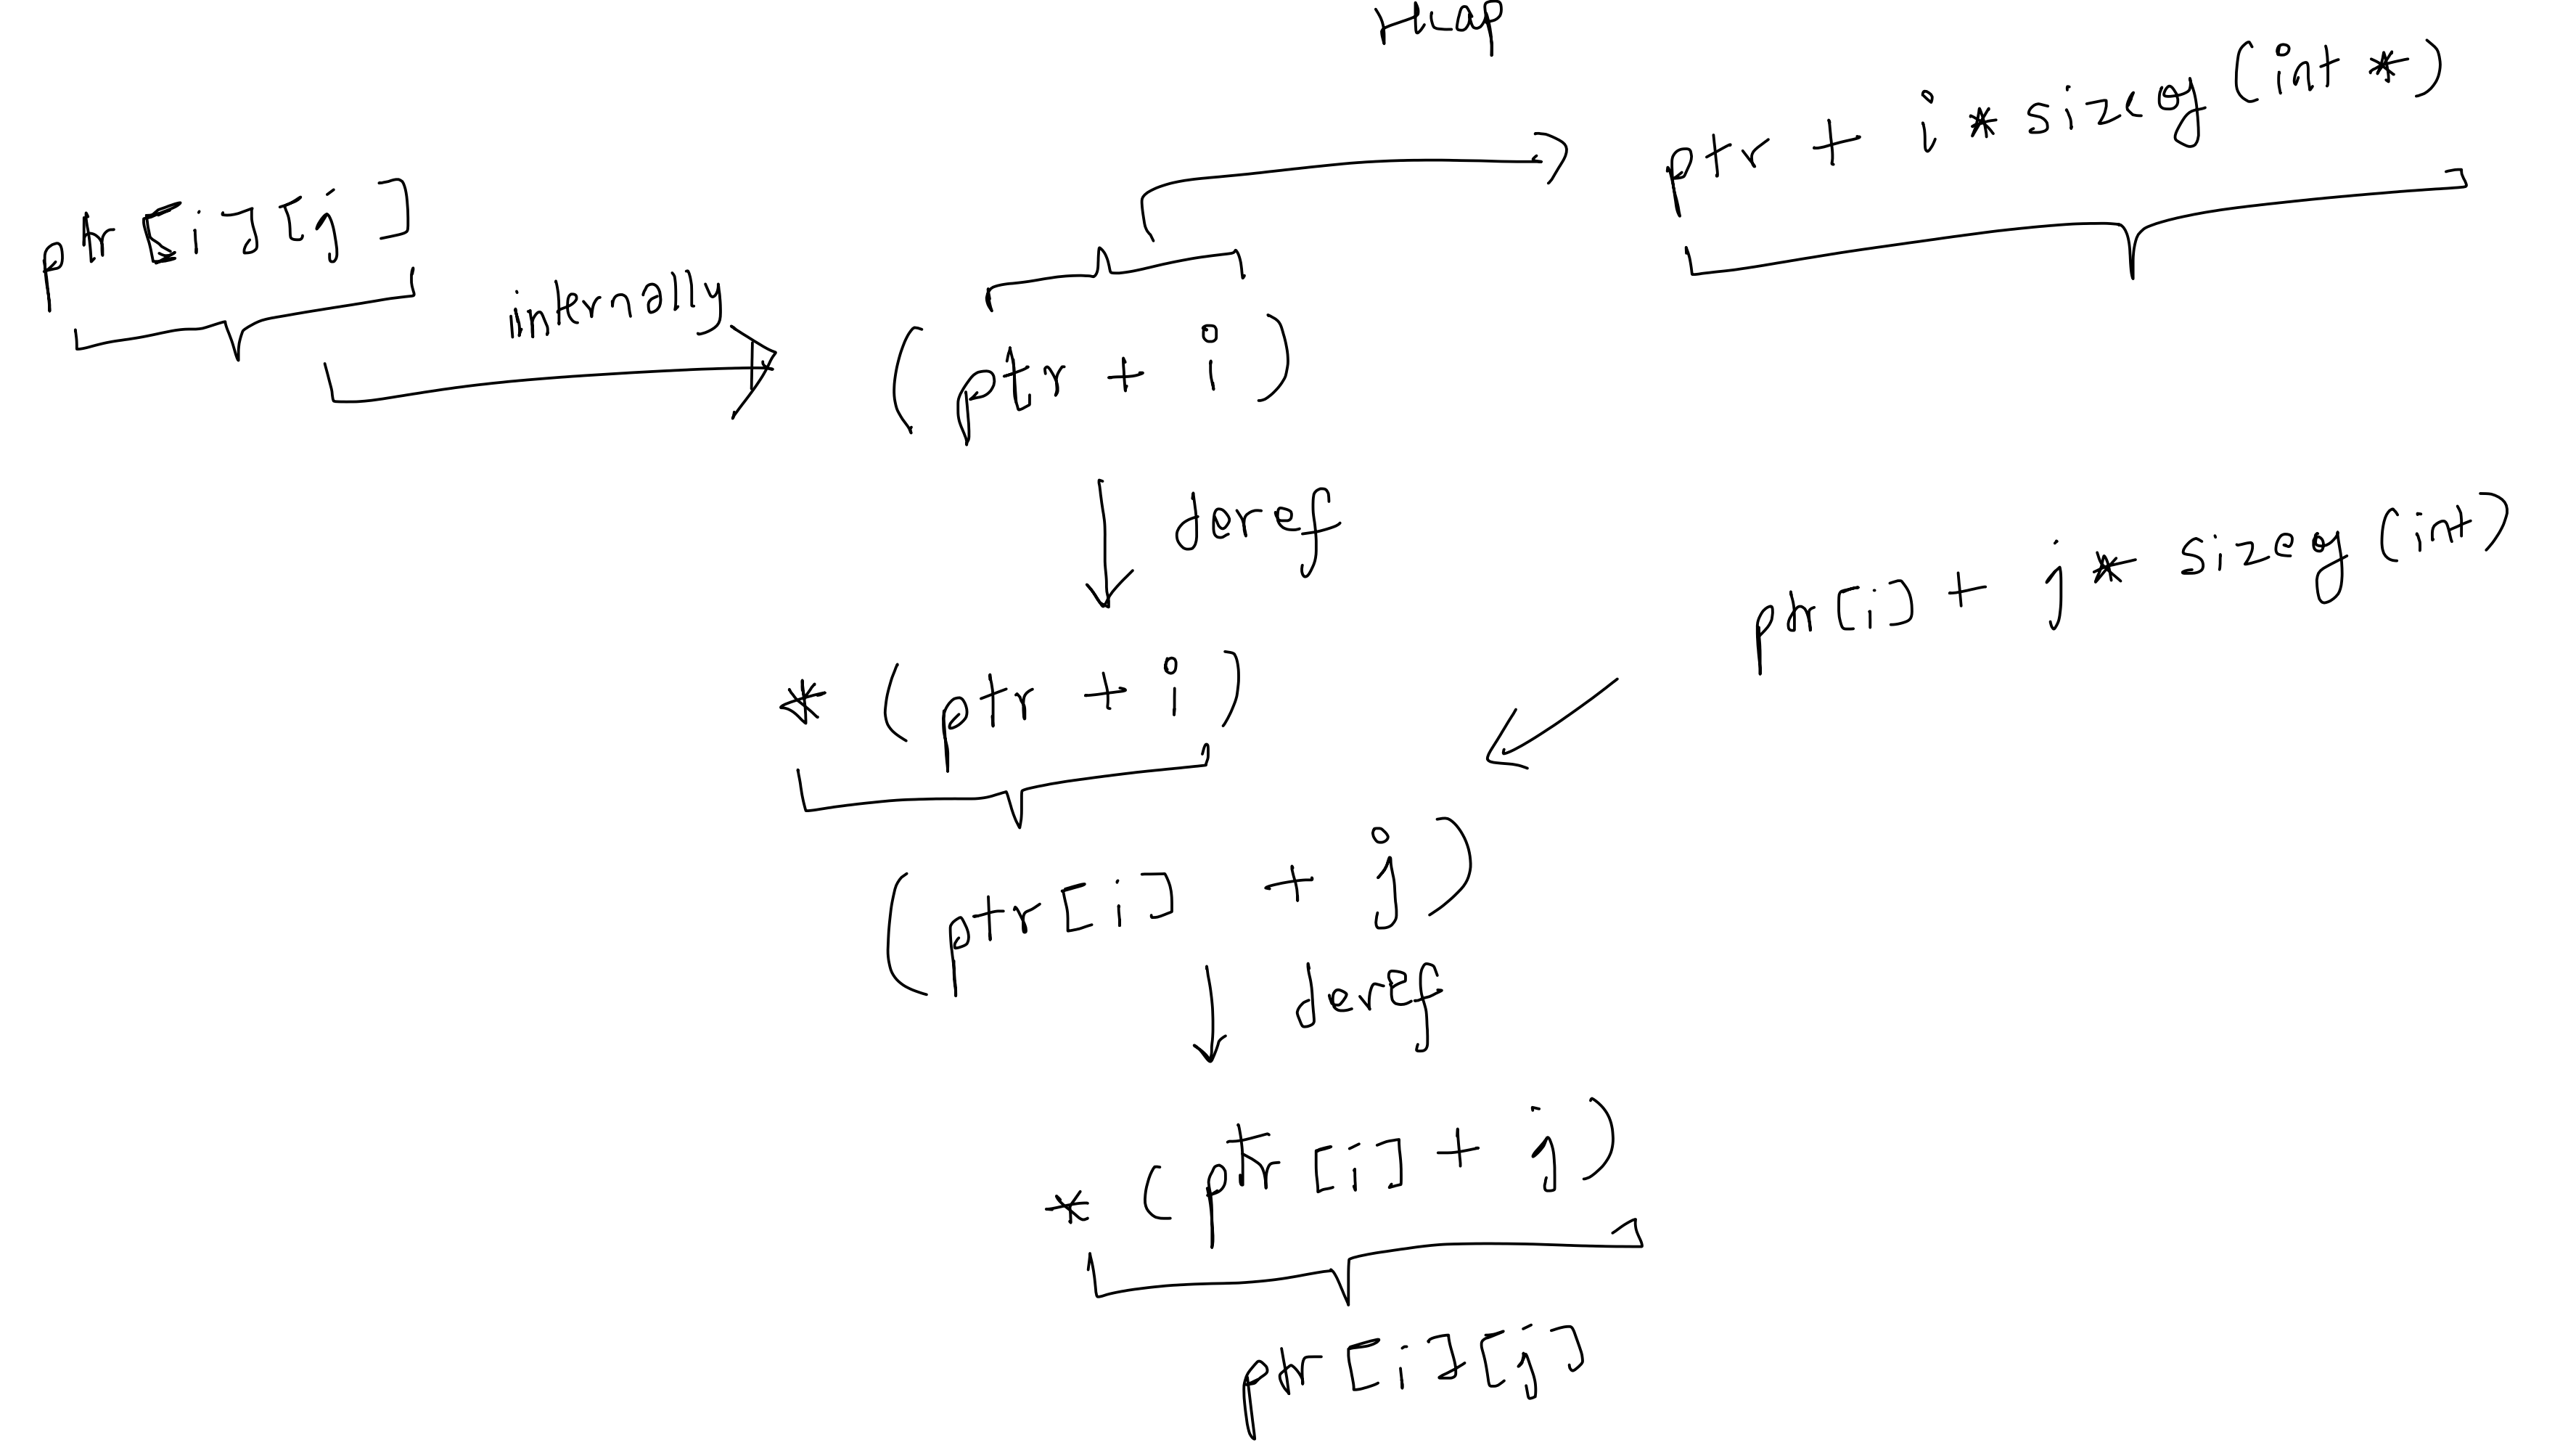 Heap
ptr + i * sizeof (int *)
ptr [i] [j]
internally
(ptr + i)
deref
ptr[i] + j * sizeof (int)
* (ptr + i)
(ptr[i] + j)
deref
* (ptr [i] + j)
ptr [i] [j]